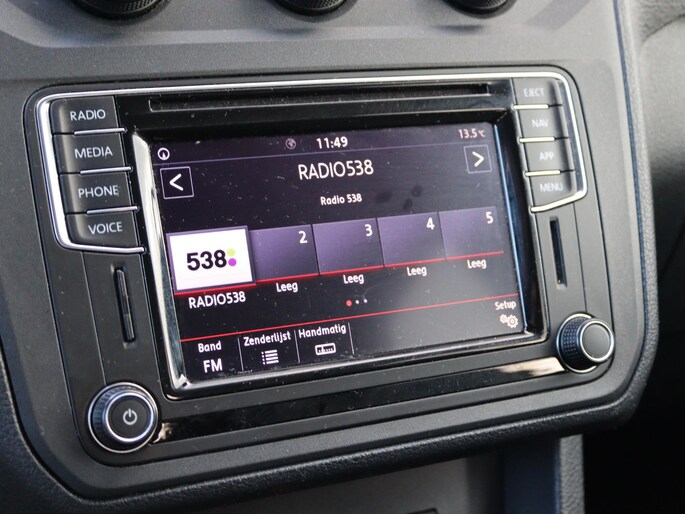 RADIO
MEDIA
PHONE
VOICE
EJECT
NAV
APP
MENU
11:49
13.5°C
<
RADIO538
>
Radio 538
538
2
3
4
5
RADIO538
Leeg
Leeg
Leeg
Leeg
Band
FM
Zenderlijst
Handmatig
Setup